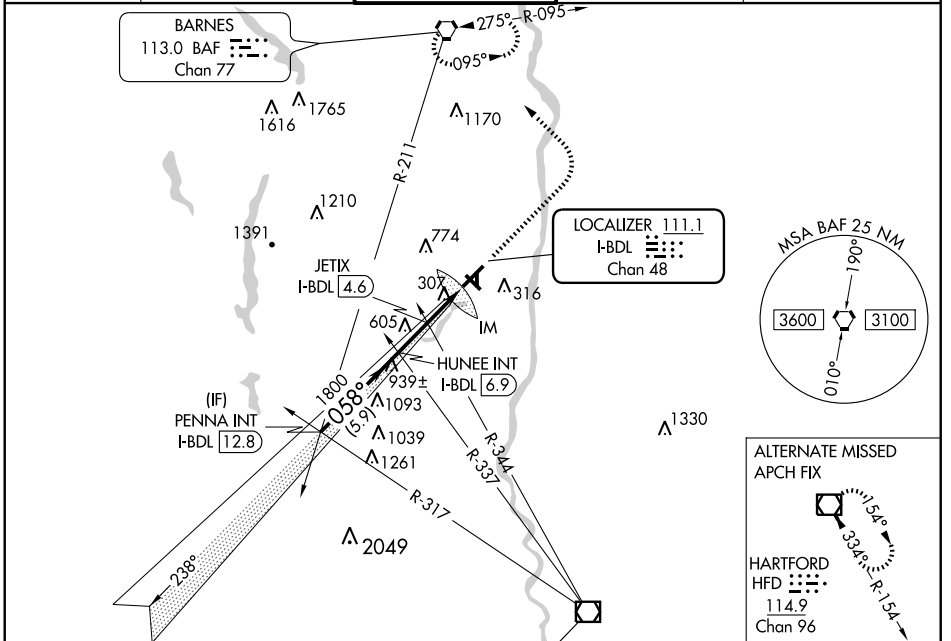 BARNES
113.0 BAF
Chan 77
275°
R-095
095°
1765
1616
1170
R-211
1210
1391
774
LOCALIZER 111.1
I-BDL
Chan 48
MSA BAF 25 NM
190°
3600
3100
010°
JETIX
I-BDL 4.6
307
316
605
IM
HUNEE INT
I-BDL 6.9
939±
1800
058°
(5.9)
1093
(IF)
PENNA INT
I-BDL 12.8
1039
1261
1330
R-344
R-337
R-317
2049
238°
ALTERNATE MISSED
APCH FIX
154°
334°
R-154
HARTFORD
HFD
114.9
Chan 96